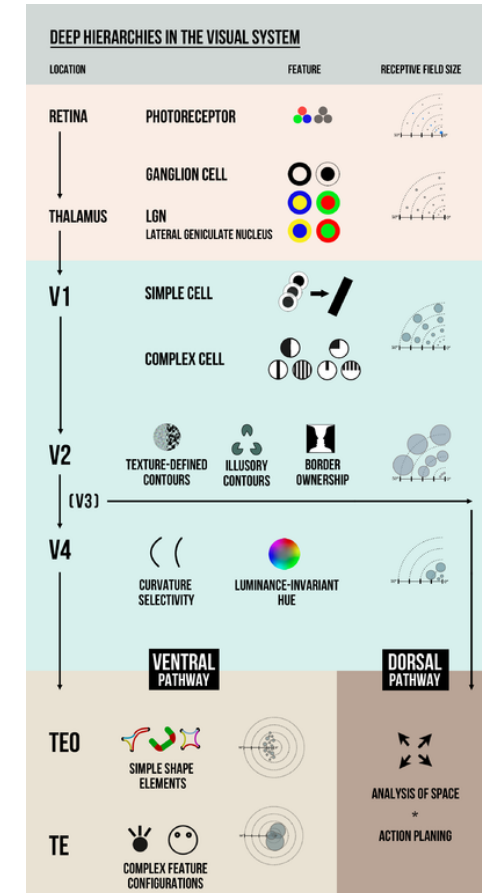 DEEP HIERARCHIES IN THE VISUAL SYSTEM
LOCATION FEATURE RECEPTIVE FIELD SIZE
RETINA PHOTORECEPTOR
GANGLION CELL
THALAMUS LGN
LATERAL GENICULATE NUCLEUS
V1 SIMPLE CELL
COMPLEX CELL
V2
TEXTURE-DEFINED
CONTOURS
ILLUSORY
CONTOURS
BORDER
OWNERSHIP
(V3)
V4
CURVATURE
SELECTIVITY
LUMINANCE-INVARIANT
HUE
VENTRAL
PATHWAY
DORSAL
PATHWAY
TEO
SIMPLE SHAPE
ELEMENTS
ANALYSIS OF SPACE
*
ACTION PLANING
TE
COMPLEX FEATURE
CONFIGURATIONS